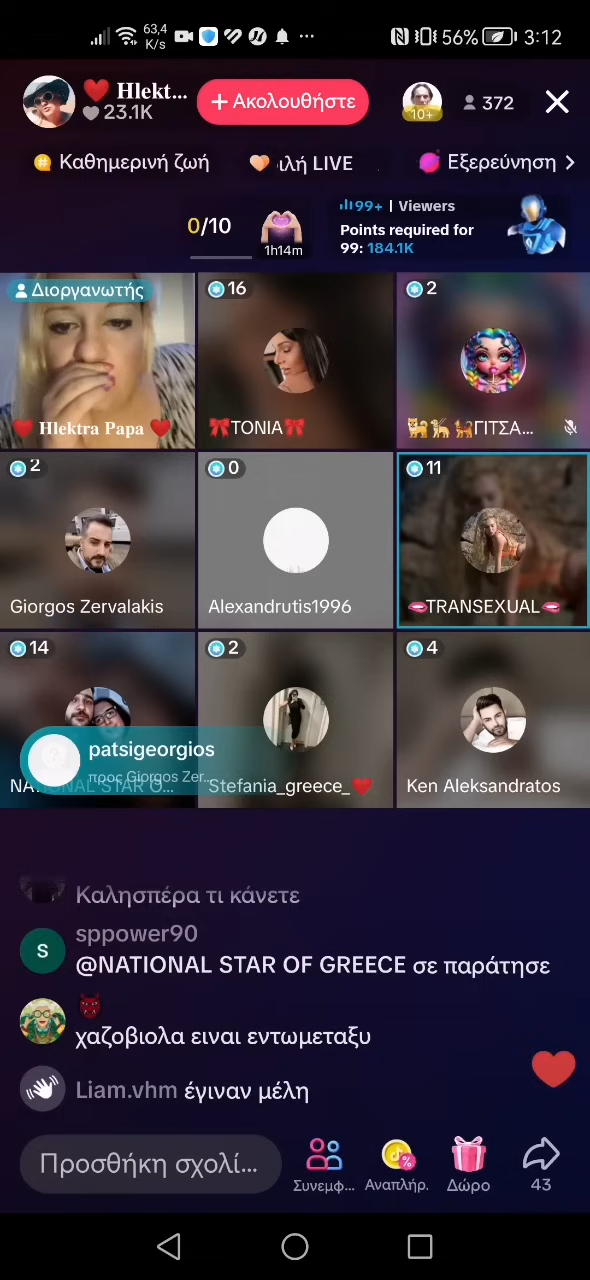 63,4
K/s
56%
3:12
❤️ 𝐇𝐥𝐞𝐤𝐭...
23.1K
+ Ακολουθήστε
10+
372
Καθημερινή ζωή
ιλή LIVE
Εξερεύνηση
0/10
1h14m
99+ | Viewers
Points required for
99: 184.1K
Διοργανωτής
16
2
❤️ 𝐇𝐥𝐞𝐤𝐭𝐫𝐚 𝐏𝐚𝐩𝐚 ❤️
🎀TONIA🎀
🐕🐈ΓΙΤΣΑ...
2
0
11
Giorgos Zervalakis
Alexandrutis1996
🫦TRANSEXUAL🫦
14
2
4
patsigeorgios
προς Giorgos Zer...
NATIONAL STAR O...
Stefania_greece_❤️
Ken Aleksandratos
Καλησπέρα τι κάνετε
sppower90
S
@NATIONAL STAR OF GREECE σε παράτησε
👹
χαζοβιολα ειναι εντωμεταξυ
Liam.vhm έγιναν μέλη
Προσθήκη σχολί...
Συνεμφ...
Αναπλήρ.
Δώρο
43